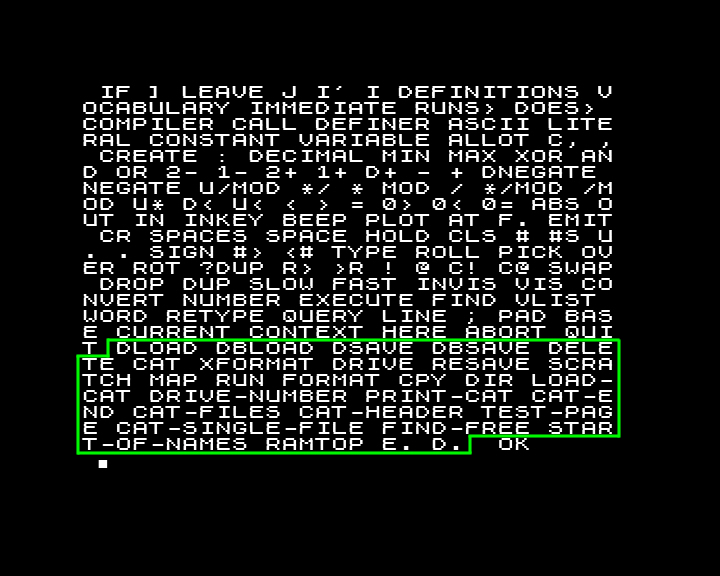 IF ] LEAVE J I' I DEFINITIONS V
OCABULARY IMMEDIATE RUNS> DOES>
COMPILER CALL DEFINER ASCII LITE
RAL CONSTANT VARIABLE ALLOT C, ,
CREATE : DECIMAL MIN MAX XOR AN
D OR 2- 1- 2+ 1+ D+ - + DNEGATE
NEGATE U/MOD */ * MOD / */MOD /M
OD U* D< U< < > = 0> 0< 0= ABS O
UT IN INKEY BEEP PLOT AT F. EMIT
CR SPACES SPACE HOLD CLS # #S U
. . SIGN #> <# TYPE ROLL PICK OV
ER ROT ?DUP R> >R ! @ C! C@ SWAP
DROP DUP SLOW FAST INVIS VIS CO
NVERT NUMBER EXECUTE FIND VLIST
WORD RETYPE QUERY LINE ; PAD BAS
E CURRENT CONTEXT HERE ABORT QUI
T DLOAD DBLOAD DSAVE DBSAVE DELE
TE CAT XFORMAT DRIVE RESAVE SCRA
TCH MAP RUN FORMAT CPY DIR LOAD-
CAT DRIVE-NUMBER PRINT-CAT CAT-E
ND CAT-FILES CAT-HEADER TEST-PAG
E CAT-SINGLE-FILE FIND-FREE STAR
T-OF-NAMES RAMTOP E. D. OK